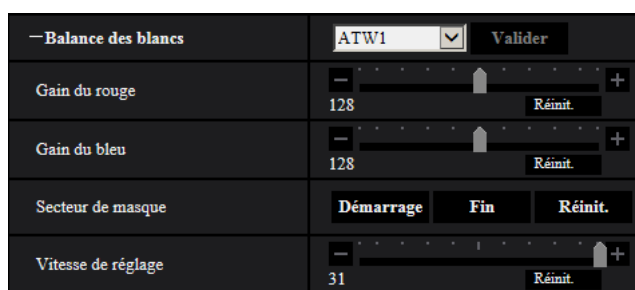 −Balance des blancs ATW1 Valider
Gain du rouge − +
128 Réinit.
Gain du bleu − +
128 Réinit.
Secteur de masque Démarrage Fin Réinit.
Vitesse de réglage − +
31 Réinit.